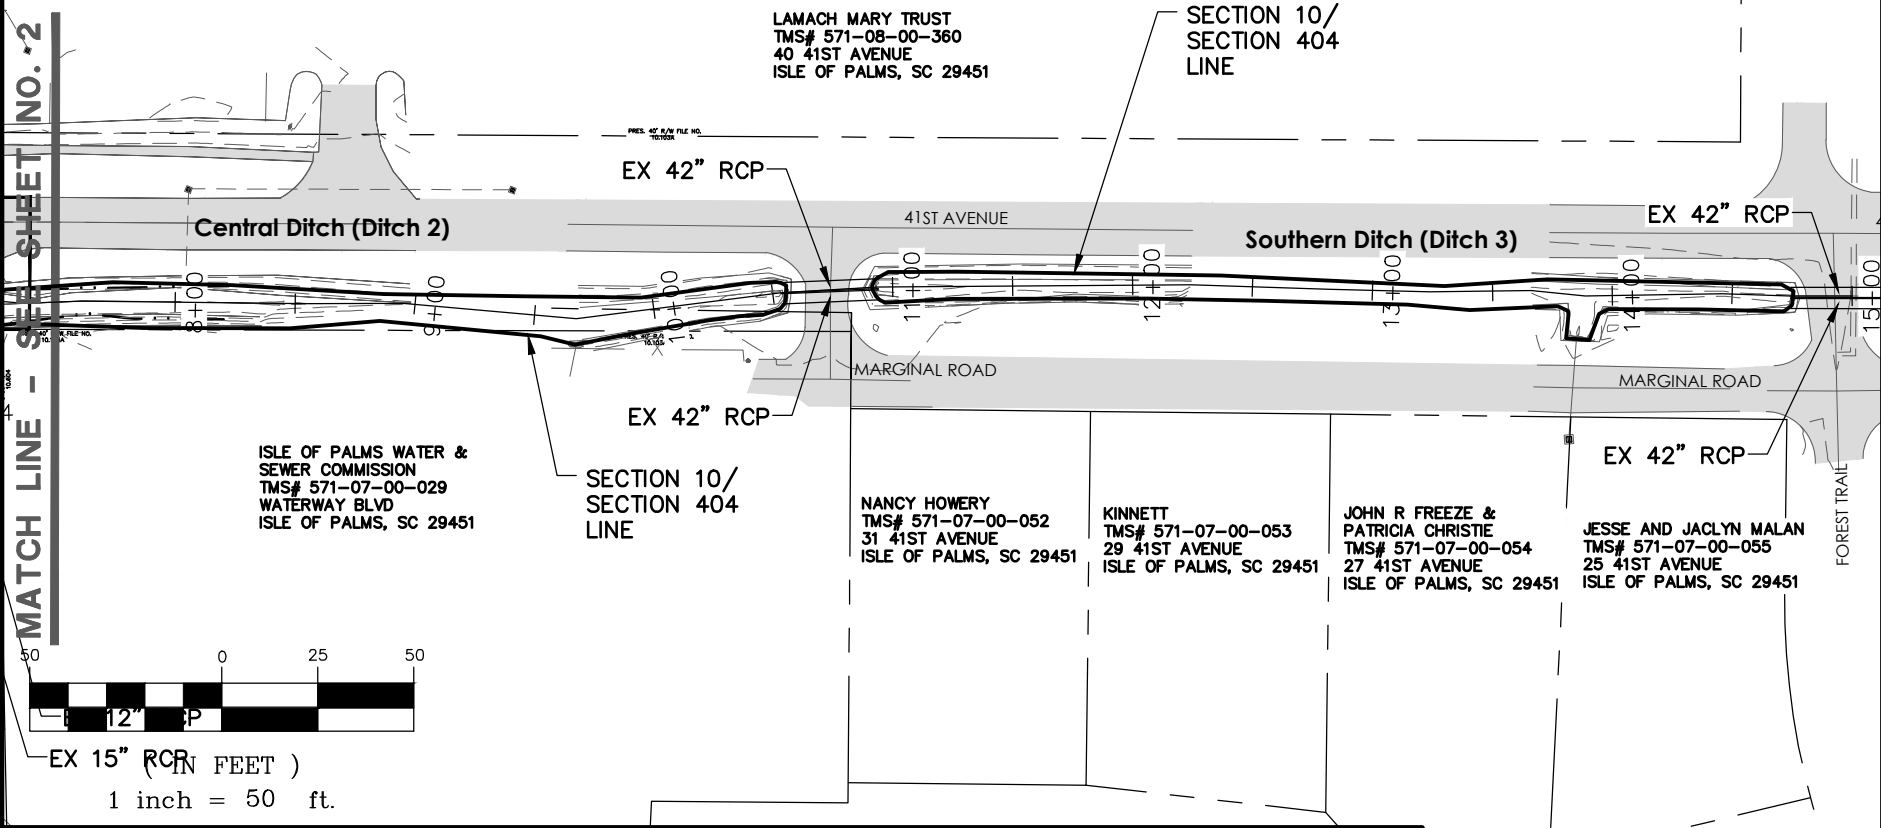 MATCH LINE - SEE SHEET NO. 2
LAMACH MARY TRUST
TMS# 571-08-00-360
40 41ST AVENUE
ISLE OF PALMS, SC 29451
SECTION 10/
SECTION 404
LINE
PRES. 40' R/W FILE NO.
10.103A
EX 42" RCP
EX 42" RCP
41ST AVENUE
Central Ditch (Ditch 2)
Southern Ditch (Ditch 3)
8+00
9+00
11+00
12+00
13+00
14+00
15+00
MARGINAL ROAD
MARGINAL ROAD
EX 42" RCP
EX 42" RCP
FOREST TRAIL
ISLE OF PALMS WATER &
SEWER COMMISSION
TMS# 571-07-00-029
WATERWAY BLVD
ISLE OF PALMS, SC 29451
SECTION 10/
SECTION 404
LINE
NANCY HOWERY
TMS# 571-07-00-052
31 41ST AVENUE
ISLE OF PALMS, SC 29451
KINNETT
TMS# 571-07-00-053
29 41ST AVENUE
ISLE OF PALMS, SC 29451
JOHN R FREEZE &
PATRICIA CHRISTIE
TMS# 571-07-00-054
27 41ST AVENUE
ISLE OF PALMS, SC 29451
JESSE AND JACLYN MALAN
TMS# 571-07-00-055
25 41ST AVENUE
ISLE OF PALMS, SC 29451
50 0 25 50
12"
EX 15" RCP
( IN FEET )
1 inch = 50 ft.